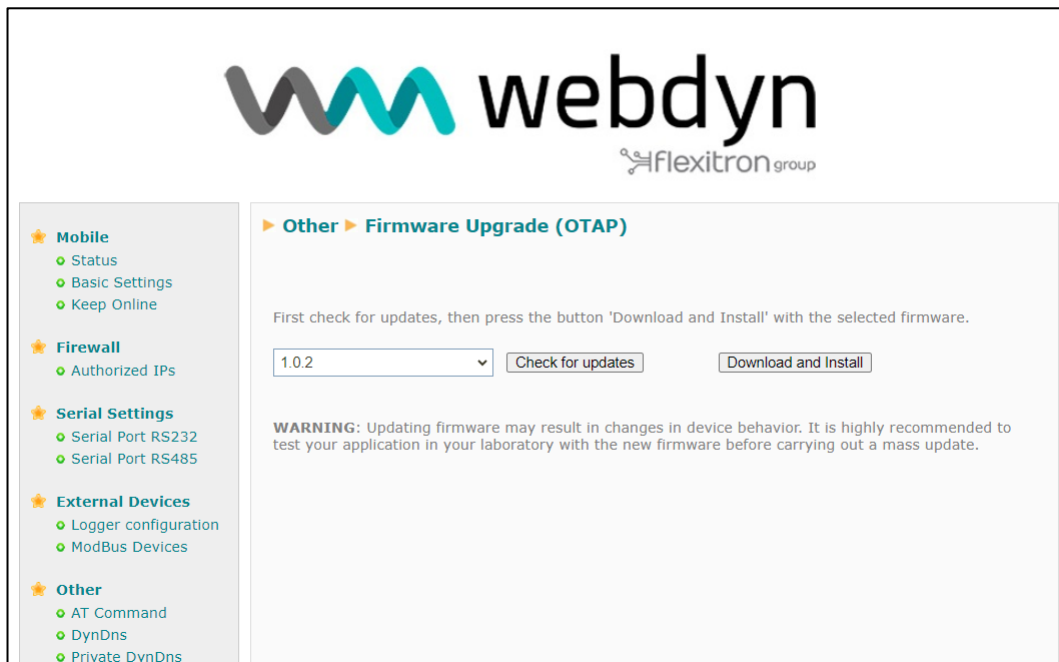 webdyn
flexitron group
Mobile
Status
Basic Settings
Keep Online
Firewall
Authorized IPs
Serial Settings
Serial Port RS232
Serial Port RS485
External Devices
Logger configuration
ModBus Devices
Other
AT Command
DynDns
Private DynDns
Other Firmware Upgrade (OTAP)
First check for updates, then press the button 'Download and Install' with the selected firmware.
1.0.2 Check for updates Download and Install
WARNING: Updating firmware may result in changes in device behavior. It is highly recommended to
test your application in your laboratory with the new firmware before carrying out a mass update.